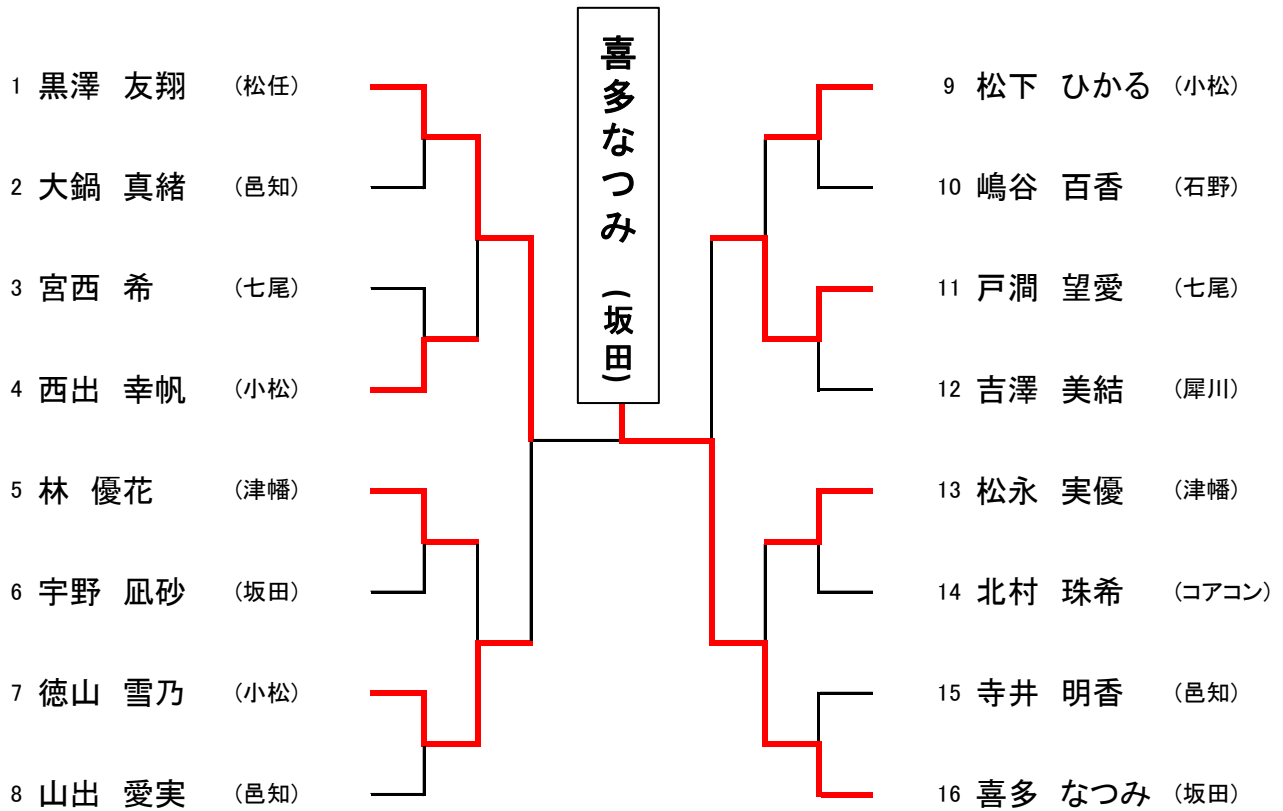 喜多なつみ (坂田)
1 黒澤 友翔 (松任)
2 大鍋 真緒 (邑知)
3 宮西 希 (七尾)
4 西出 幸帆 (小松)
5 林 優花 (津幡)
6 宇野 凪砂 (坂田)
7 徳山 雪乃 (小松)
8 山出 愛実 (邑知)
9 松下 ひかる (小松)
10 嶋谷 百香 (石野)
11 戸澗 望愛 (七尾)
12 吉澤 美結 (犀川)
13 松永 実優 (津幡)
14 北村 珠希 (コアコン)
15 寺井 明香 (邑知)
16 喜多 なつみ (坂田)